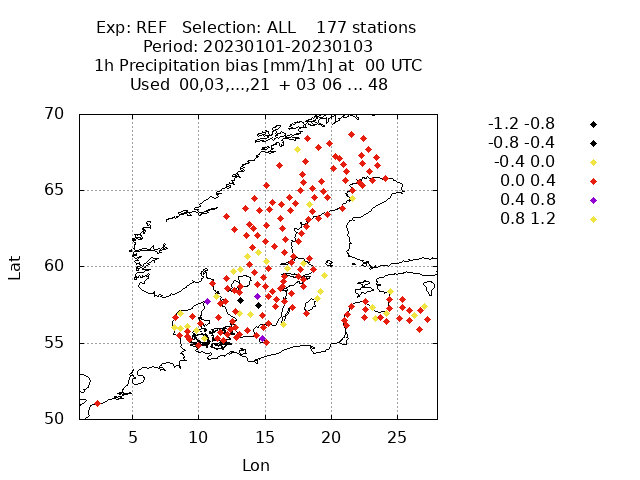 Exp: REF Selection: ALL 177 stations
Period: 20230101-20230103
1h Precipitation bias [mm/1h] at 00 UTC
Used 00,03,...,21 + 03 06 ... 48
-1.2 -0.8
-0.8 -0.4
-0.4 0.0
0.0 0.4
0.4 0.8
0.8 1.2
70
65
60
55
50
Lat
5 10 15 20 25
Lon